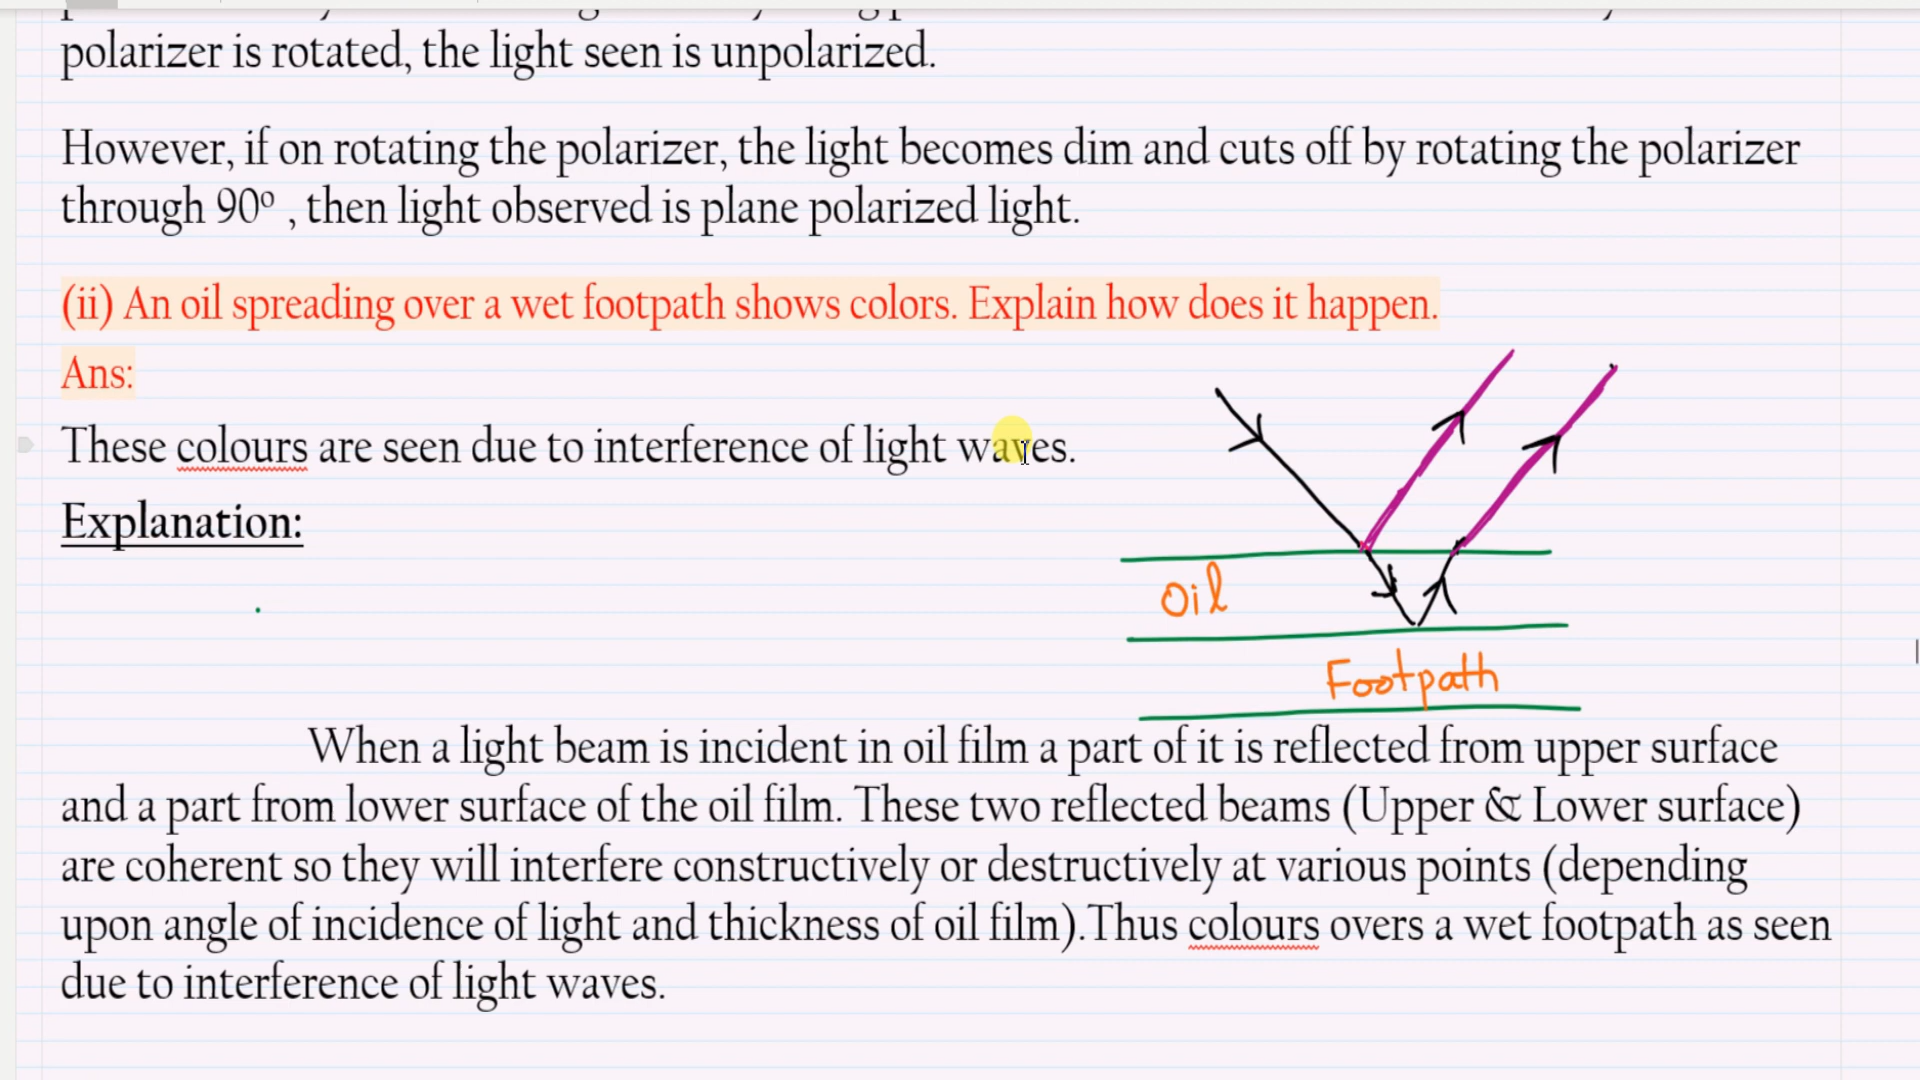 polarizer is rotated, the light seen is unpolarized.
However, if on rotating the polarizer, the light becomes dim and cuts off by rotating the polarizer
through 90º , then light observed is plane polarized light.
(ii) An oil spreading over a wet footpath shows colors. Explain how does it happen.
Ans:
These colours are seen due to interference of light waves.
Explanation:
Oil
Footpath
When a light beam is incident in oil film a part of it is reflected from upper surface
and a part from lower surface of the oil film. These two reflected beams (Upper & Lower surface)
are coherent so they will interfere constructively or destructively at various points (depending
upon angle of incidence of light and thickness of oil film).Thus colours overs a wet footpath as seen
due to interference of light waves.